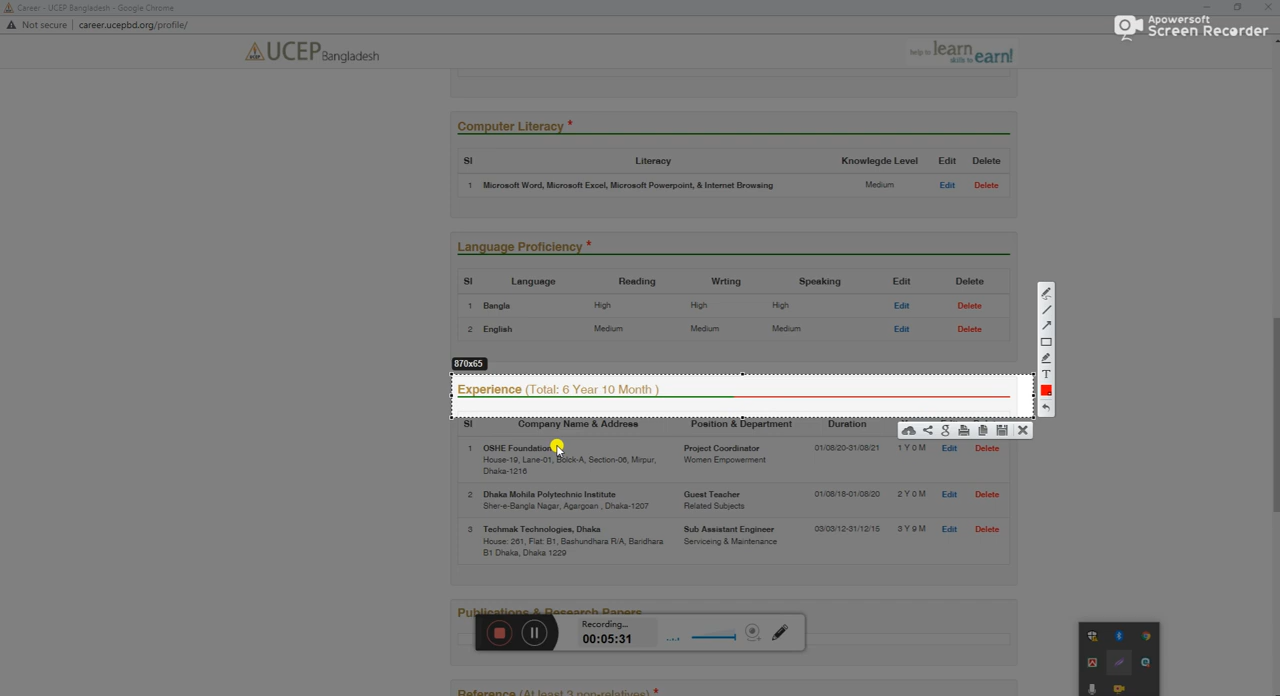 Career - UCEP Bangladesh - Google Chrome
Not secure career.ucepbd.org/profile/
Apowersoft
Screen Recorder
UCEP Bangladesh
help to learn
skills to earn!
Computer Literacy *
Sl Literacy Knowlegde Level Edit Delete
1 Microsoft Word, Microsoft Excel, Microsoft Powerpoint, & Internet Browsing Medium Edit Delete
Language Proficiency *
Sl Language Reading Wrting Speaking Edit Delete
1 Bangla High High High Edit Delete
2 English Medium Medium Medium Edit Delete
870x65
Experience (Total: 6 Year 10 Month )
Sl Company Name & Address Position & Department Duration
1 OSHE Foundation Project Coordinator 01/08/20-31/08/21 1 Y 0 M Edit Delete
House-19, Lane-01, Bolck-A, Section-06, Mirpur, Women Empowerment
Dhaka-1216
2 Dhaka Mohila Polytechnic Institute Guest Teacher 01/08/18-01/08/20 2 Y 0 M Edit Delete
Sher-e-Bangla Nagar, Agargoan , Dhaka-1207 Related Subjects
3 Techmak Technologies, Dhaka Sub Assistant Engineer 03/03/12-31/12/15 3 Y 9 M Edit Delete
House: 261, Flat: B1, Bashundhara R/A, Baridhara Serviceing & Maintenance
B1 Dhaka, Dhaka 1229
Publications & Research Papers
Recording...
00:05:31
Reference (At least 3 non-relatives) *